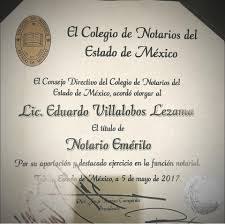 El Colegio de Notarios del
Estado de México
El Consejo Directivo del Colegio de Notarios del
Estado de México, acordó otorgar al
Lic. Eduardo Villalobos Lezama
El título de
Notario Emérito
Por su aportación y destacado ejercicio en la función notarial.
Estado de México, a 5 de mayo de 2017.